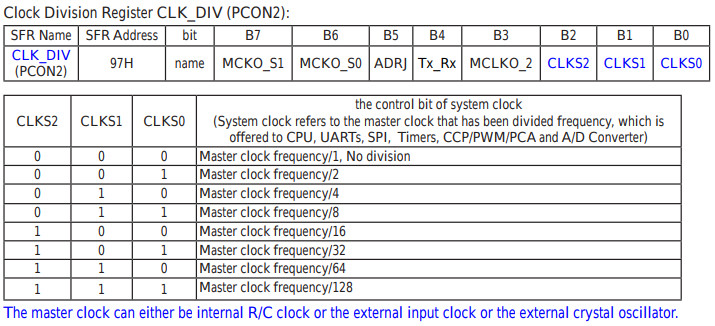 Clock Division Register CLK_DIV (PCON2):
SFR Name SFR Address bit B7 B6 B5 B4 B3 B2 B1 B0
CLK_DIV (PCON2) 97H name MCKO_S1 MCKO_S0 ADRJ Tx_Rx MCLKO_2 CLKS2 CLKS1 CLKS0
CLKS2 CLKS1 CLKS0 the control bit of system clock
(System clock refers to the master clock that has been divided frequency, which is
offered to CPU, UARTs, SPI, Timers, CCP/PWM/PCA and A/D Converter)
0 0 0 Master clock frequency/1, No division
0 0 1 Master clock frequency/2
0 1 0 Master clock frequency/4
0 1 1 Master clock frequency/8
1 0 0 Master clock frequency/16
1 0 1 Master clock frequency/32
1 1 0 Master clock frequency/64
1 1 1 Master clock frequency/128
The master clock can either be internal R/C clock or the external input clock or the external crystal oscillator.